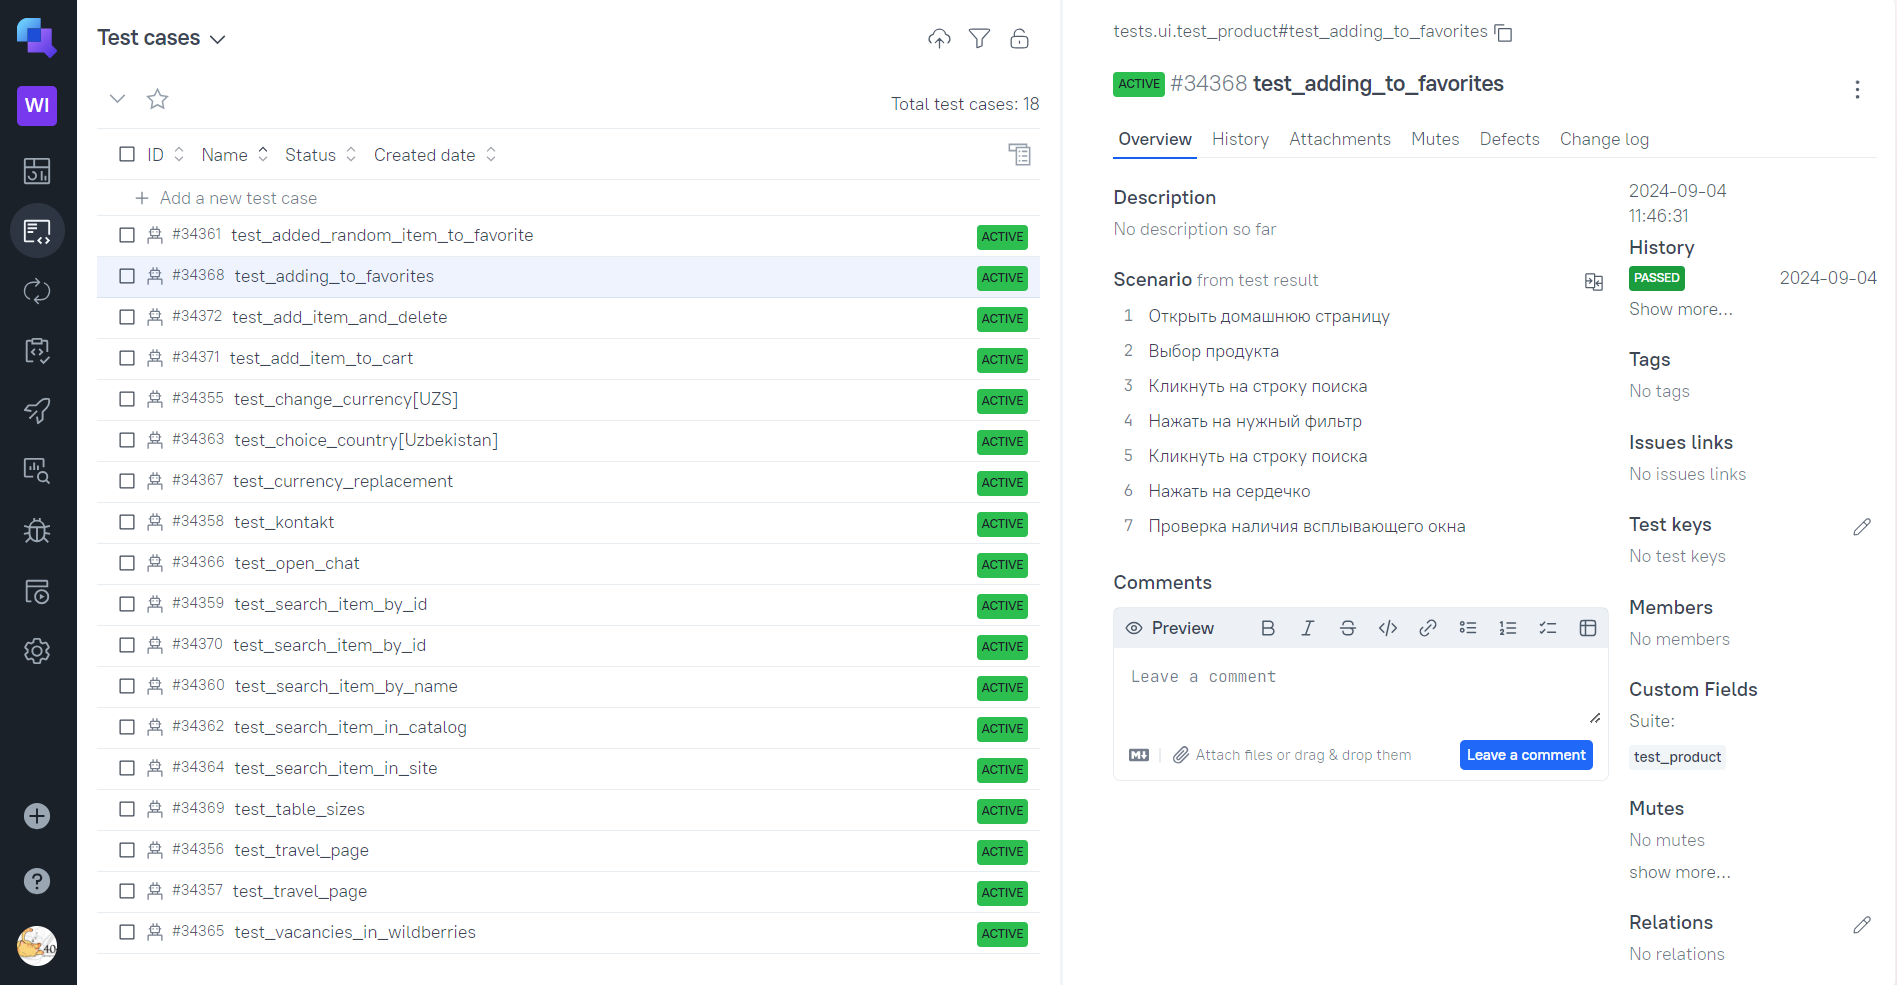 WI
40
Test cases
Total test cases: 18
ID Name Status Created date
Add a new test case
#34361 test_added_random_item_to_favorite ACTIVE
#34368 test_adding_to_favorites ACTIVE
#34372 test_add_item_and_delete ACTIVE
#34371 test_add_item_to_cart ACTIVE
#34355 test_change_currency[UZS] ACTIVE
#34363 test_choice_country[Uzbekistan] ACTIVE
#34367 test_currency_replacement ACTIVE
#34358 test_kontakt ACTIVE
#34366 test_open_chat ACTIVE
#34359 test_search_item_by_id ACTIVE
#34370 test_search_item_by_id ACTIVE
#34360 test_search_item_by_name ACTIVE
#34362 test_search_item_in_catalog ACTIVE
#34364 test_search_item_in_site ACTIVE
#34369 test_table_sizes ACTIVE
#34356 test_travel_page ACTIVE
#34357 test_travel_page ACTIVE
#34365 test_vacancies_in_wildberries ACTIVE
tests.ui.test_product#test_adding_to_favorites
ACTIVE #34368 test_adding_to_favorites
Overview History Attachments Mutes Defects Change log
Description
No description so far
Scenario from test result
1 Открыть домашнюю страницу
2 Выбор продукта
3 Кликнуть на строку поиска
4 Нажать на нужный фильтр
5 Кликнуть на строку поиска
6 Нажать на сердечко
7 Проверка наличия всплывающего окна
Comments
Preview
Leave a comment
Attach files or drag & drop them
Leave a comment
2024-09-04
11:46:31
History
PASSED 2024-09-04
Show more...
Tags
No tags
Issues links
No issues links
Test keys
No test keys
Members
No members
Custom Fields
Suite:
test_product
Mutes
No mutes
show more...
Relations
No relations